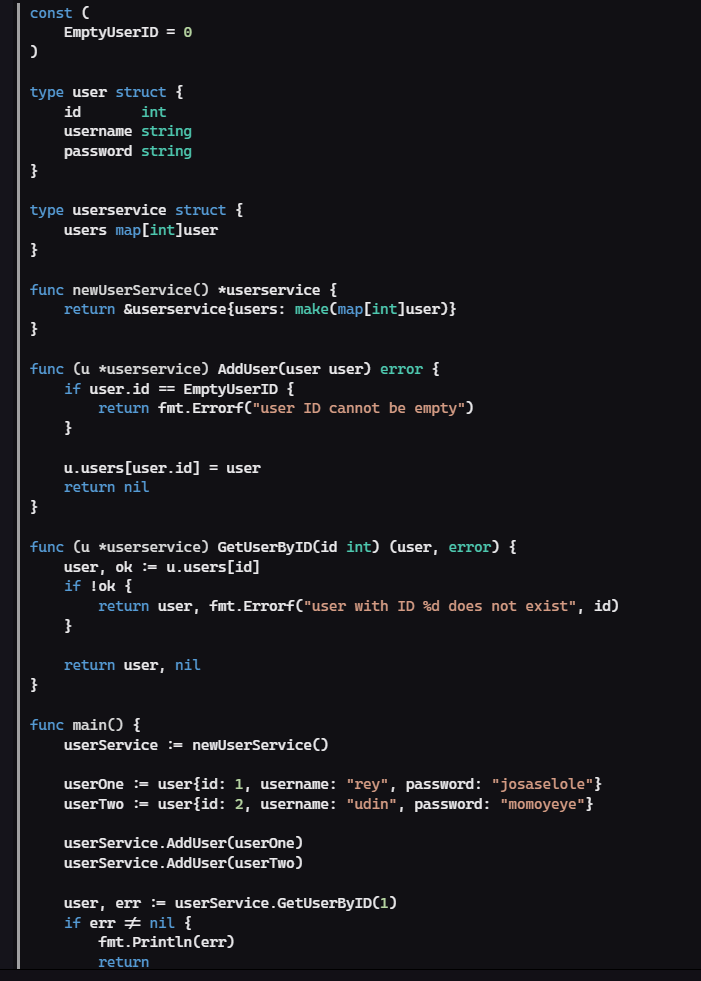 const (
    EmptyUserID = 0
)

type user struct {
    id       int
    username string
    password string
}

type userservice struct {
    users map[int]user
}

func newUserService() *userservice {
    return &userservice{users: make(map[int]user)}
}

func (u *userservice) AddUser(user user) error {
    if user.id == EmptyUserID {
        return fmt.Errorf("user ID cannot be empty")
    }

    u.users[user.id] = user
    return nil
}

func (u *userservice) GetUserByID(id int) (user, error) {
    user, ok := u.users[id]
    if !ok {
        return user, fmt.Errorf("user with ID %d does not exist", id)
    }

    return user, nil
}

func main() {
    userService := newUserService()

    userOne := user{id: 1, username: "rey", password: "josaselole"}
    userTwo := user{id: 2, username: "udin", password: "momoyeye"}

    userService.AddUser(userOne)
    userService.AddUser(userTwo)

    user, err := userService.GetUserByID(1)
    if err != nil {
        fmt.Println(err)
        return